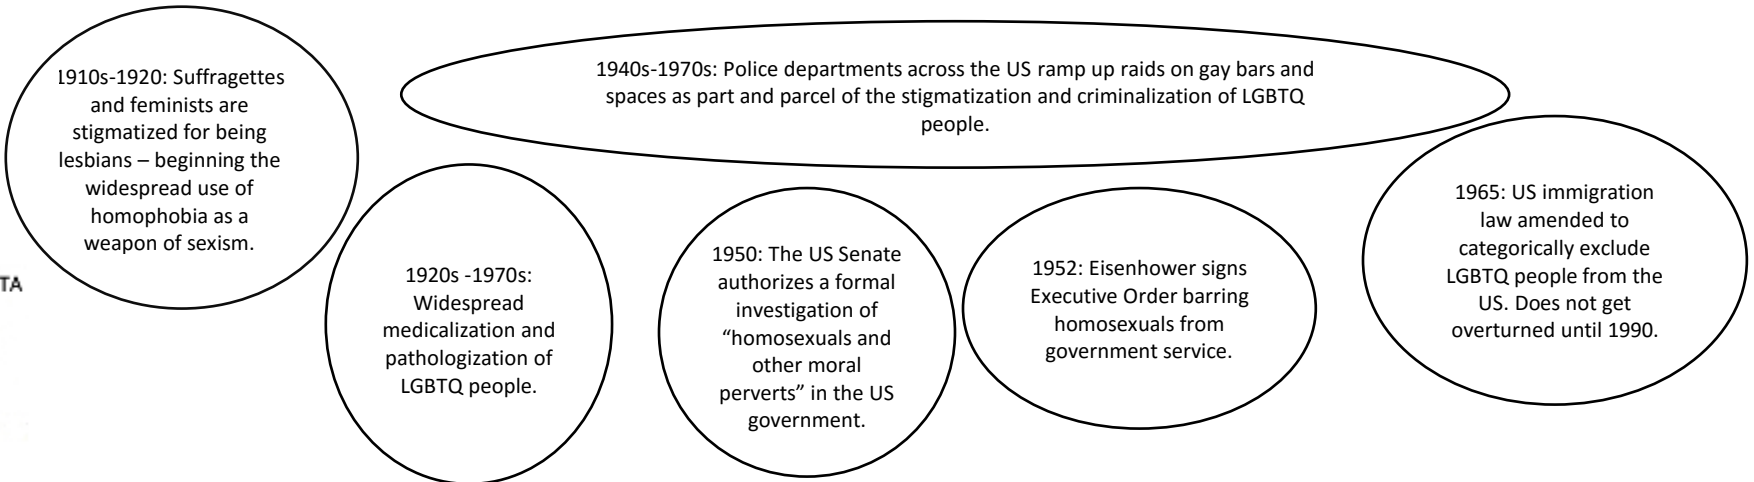 1910s-1920: Suffragettes
and feminists are
stigmatized for being
lesbians – beginning the
widespread use of
homophobia as a
weapon of sexism.
1940s-1970s: Police departments across the US ramp up raids on gay bars and
spaces as part and parcel of the stigmatization and criminalization of LGBTQ
people.
1920s -1970s:
Widespread
medicalization and
pathologization of
LGBTQ people.
1950: The US Senate
authorizes a formal
investigation of
“homosexuals and
other moral
perverts” in the US
government.
1952: Eisenhower signs
Executive Order barring
homosexuals from
government service.
1965: US immigration
law amended to
categorically exclude
LGBTQ people from the
US. Does not get
overturned until 1990.
TA